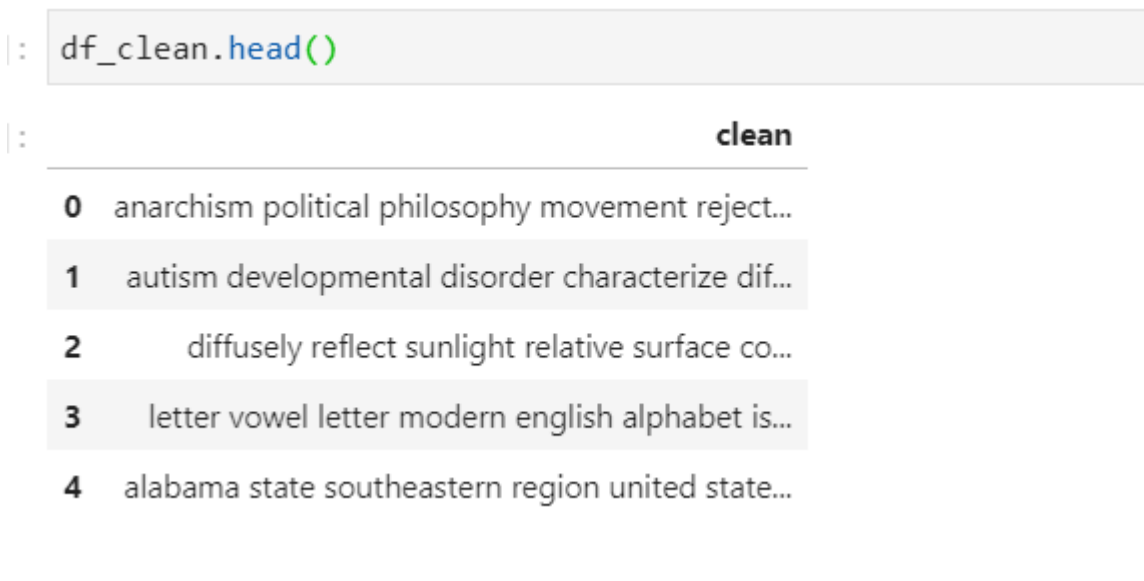 ]: df_clean.head()
]: clean
0 anarchism political philosophy movement reject...
1 autism developmental disorder characterize dif...
2 diffusely reflect sunlight relative surface co...
3 letter vowel letter modern english alphabet is...
4 alabama state southeastern region united state...